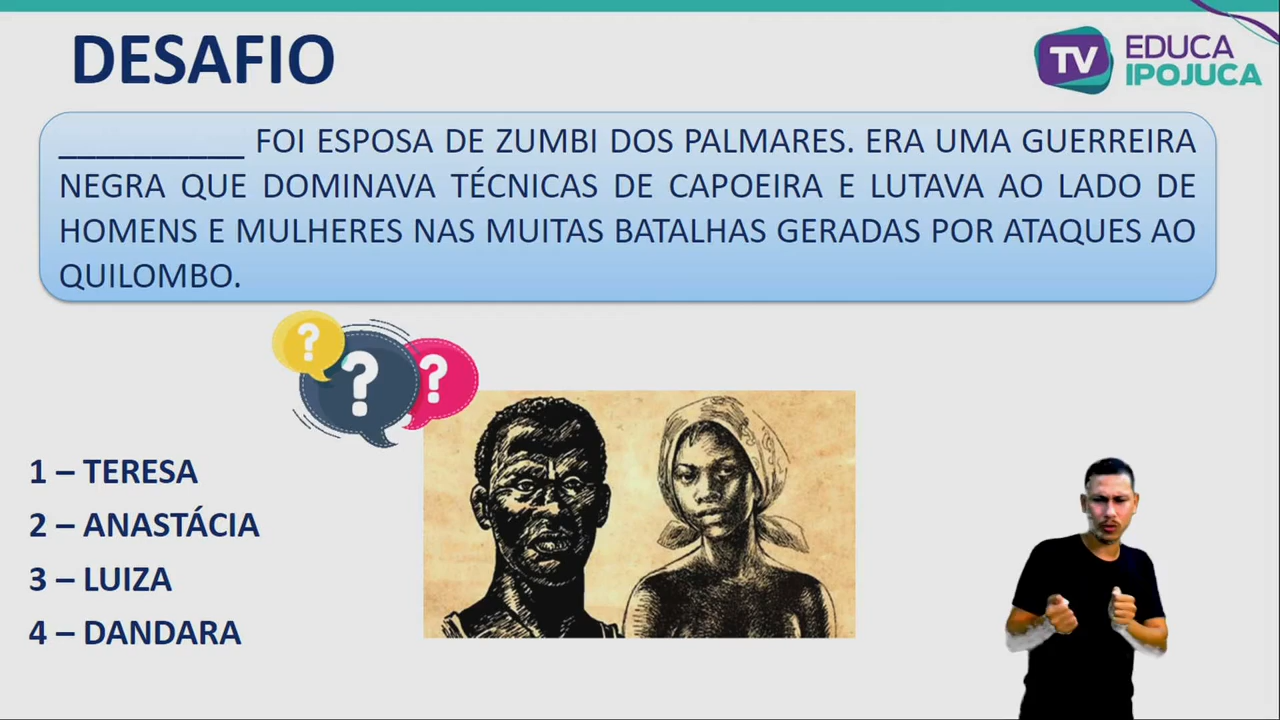 DESAFIO
TV EDUCA
IPOJUCA
__________ FOI ESPOSA DE ZUMBI DOS PALMARES. ERA UMA GUERREIRA
NEGRA QUE DOMINAVA TÉCNICAS DE CAPOEIRA E LUTAVA AO LADO DE
HOMENS E MULHERES NAS MUITAS BATALHAS GERADAS POR ATAQUES AO
QUILOMBO.
? ? ?
1 – TERESA
2 – ANASTÁCIA
3 – LUIZA
4 – DANDARA